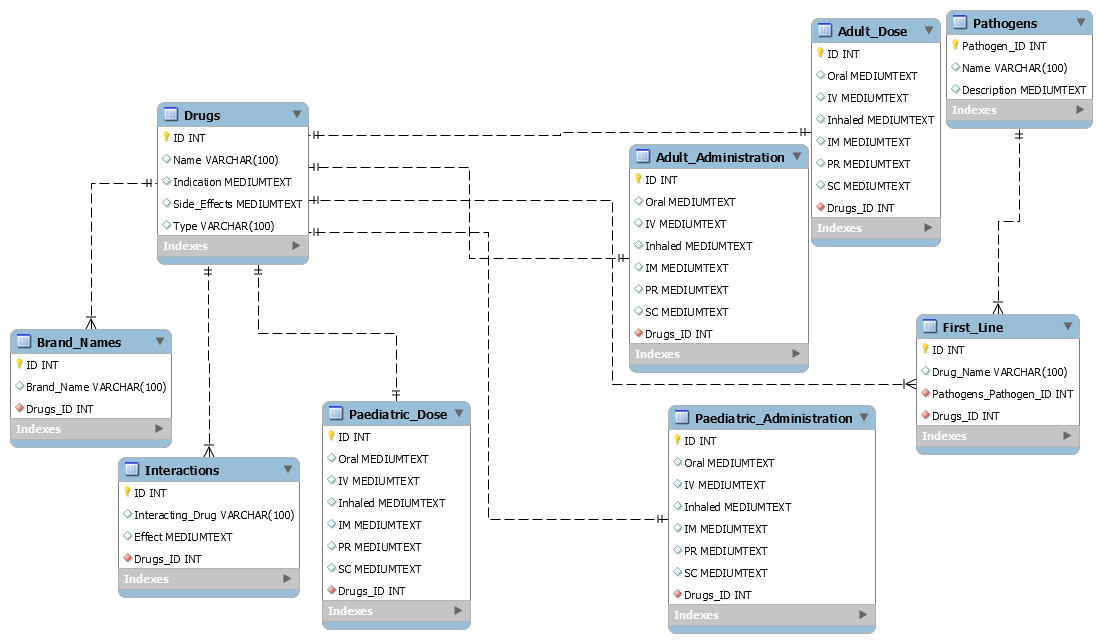 Drugs
ID INT
Name VARCHAR(100)
Indication MEDIUMTEXT
Side_Effects MEDIUMTEXT
Type VARCHAR(100)
Indexes
Adult_Dose
ID INT
Oral MEDIUMTEXT
IV MEDIUMTEXT
Inhaled MEDIUMTEXT
IM MEDIUMTEXT
PR MEDIUMTEXT
SC MEDIUMTEXT
Drugs_ID INT
Indexes
Pathogens
Pathogen_ID INT
Name VARCHAR(100)
Description MEDIUMTEXT
Indexes
Adult_Administration
ID INT
Oral MEDIUMTEXT
IV MEDIUMTEXT
Inhaled MEDIUMTEXT
IM MEDIUMTEXT
PR MEDIUMTEXT
SC MEDIUMTEXT
Drugs_ID INT
Indexes
Brand_Names
ID INT
Brand_Name VARCHAR(100)
Drugs_ID INT
Indexes
First_Line
ID INT
Drug_Name VARCHAR(100)
Pathogens_Pathogen_ID INT
Drugs_ID INT
Indexes
Interactions
ID INT
Interacting_Drug VARCHAR(100)
Effect MEDIUMTEXT
Drugs_ID INT
Indexes
Paediatric_Dose
ID INT
Oral MEDIUMTEXT
IV MEDIUMTEXT
Inhaled MEDIUMTEXT
IM MEDIUMTEXT
PR MEDIUMTEXT
SC MEDIUMTEXT
Drugs_ID INT
Indexes
Paediatric_Administration
ID INT
Oral MEDIUMTEXT
IV MEDIUMTEXT
Inhaled MEDIUMTEXT
IM MEDIUMTEXT
PR MEDIUMTEXT
SC MEDIUMTEXT
Drugs_ID INT
Indexes